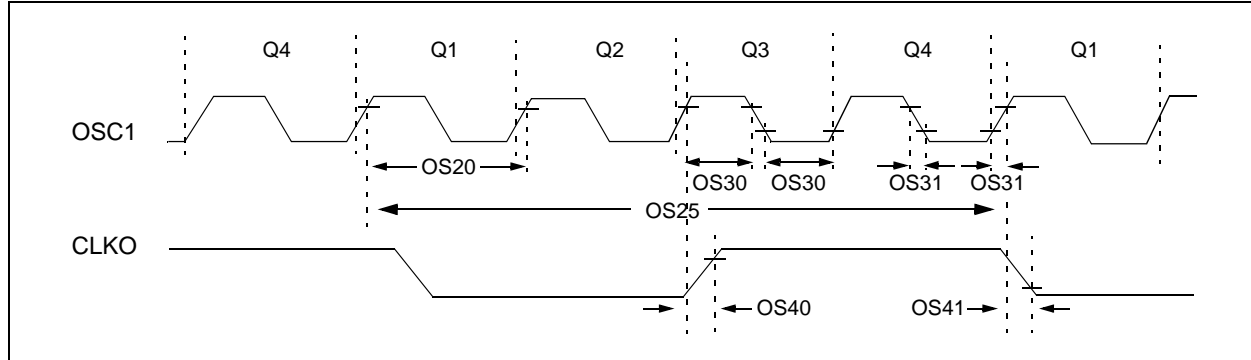 Q4 Q1 Q2 Q3 Q4 Q1
OSC1
OS20
OS30 OS30 OS31 OS31
OS25
CLKO
OS40 OS41